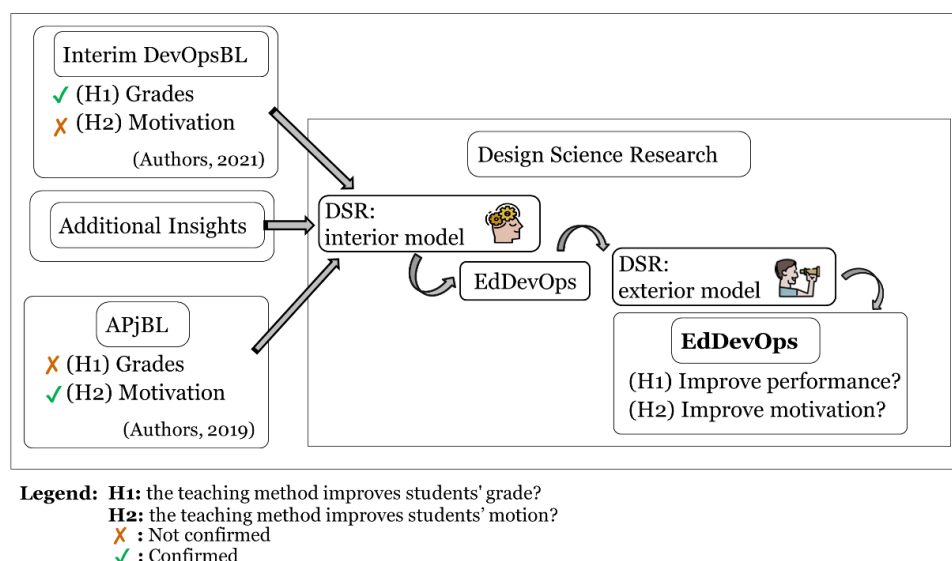 Interim DevOpsBL
✓ (H1) Grades
✗ (H2) Motivation
(Authors, 2021)
Additional Insights
APjBL
✗ (H1) Grades
✓ (H2) Motivation
(Authors, 2019)
Design Science Research
DSR:
interior model
EdDevOps
DSR:
exterior model
EdDevOps
(H1) Improve performance?
(H2) Improve motivation?
Legend: H1: the teaching method improves students' grade?
H2: the teaching method improves students’ motion?
✗ : Not confirmed
✓ : Confirmed